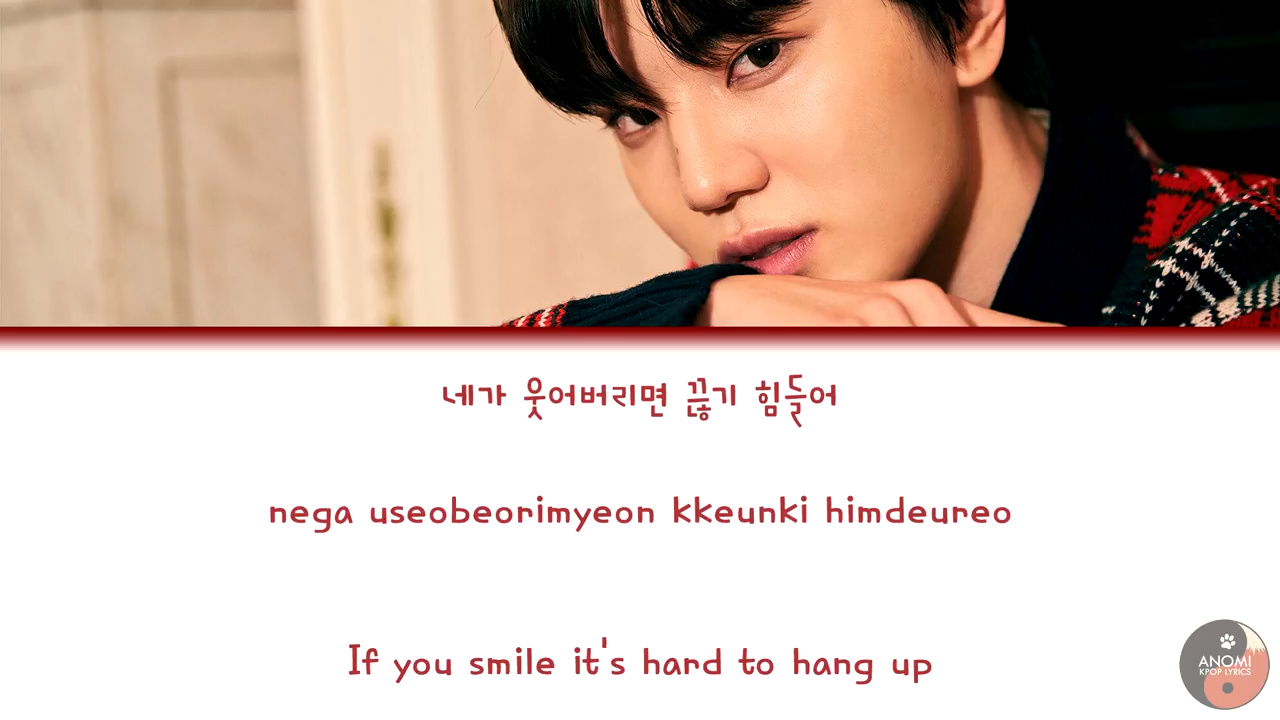 네가 웃어버리면 끊기 힘들어
nega useobeorimyeon kkeunki himdeureo
If you smile it's hard to hang up
ANOMI
KPOP LYRICS